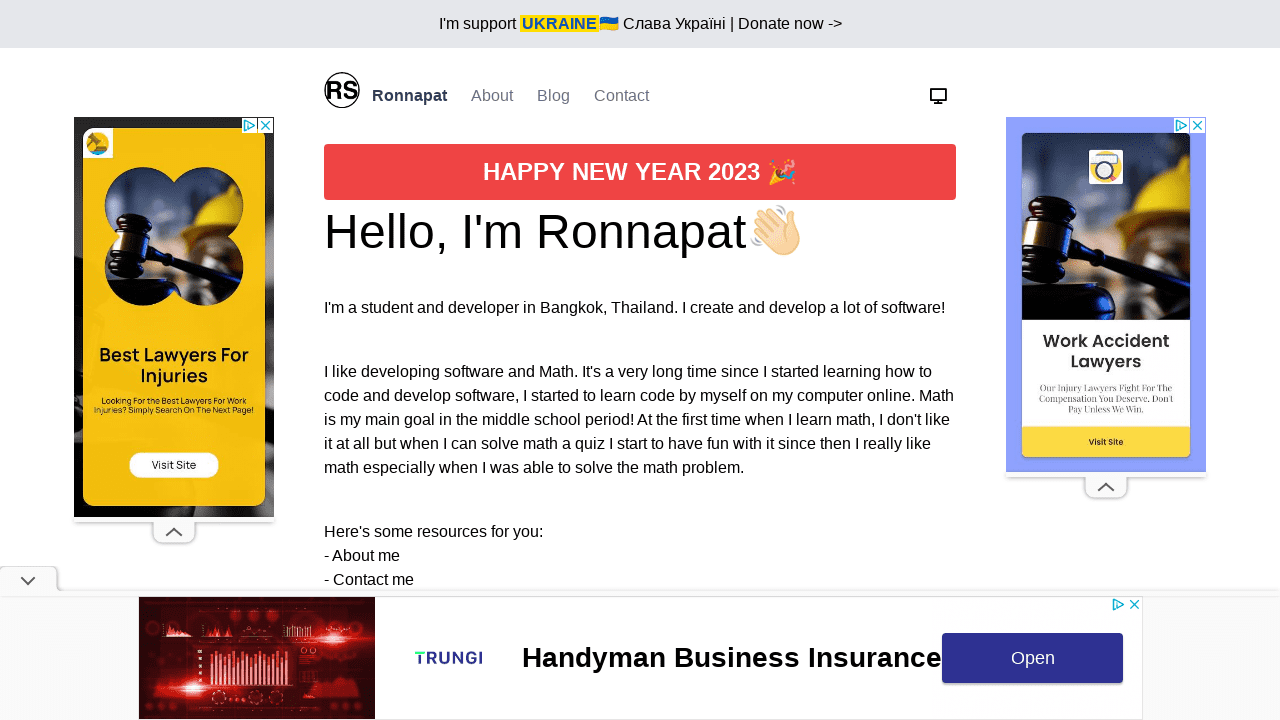 I'm support UKRAINE🇺🇦 Слава Україні | Donate now ->
RS
Ronnapat
About
Blog
Contact
HAPPY NEW YEAR 2023 🎉
Hello, I'm Ronnapat👋🏻
I'm a student and developer in Bangkok, Thailand. I create and develop a lot of software!
I like developing software and Math. It's a very long time since I started learning how to
code and develop software, I started to learn code by myself on my computer online. Math
is my main goal in the middle school period! At the first time when I learn math, I don't like
it at all but when I can solve math a quiz I start to have fun with it since then I really like
math especially when I was able to solve the math problem.
Here's some resources for you:
- About me
- Contact me
Best Lawyers For
Injuries
Looking For the Best Lawyers For Work
Injuries? Simply Search On The Next Page!
Visit Site
Work Accident
Lawyers
Our Injury Lawyers Fight For The
Compensation You Deserve. Don't
Pay Unless We Win.
Visit Site
TRUNGI
Handyman Business Insurance
Open